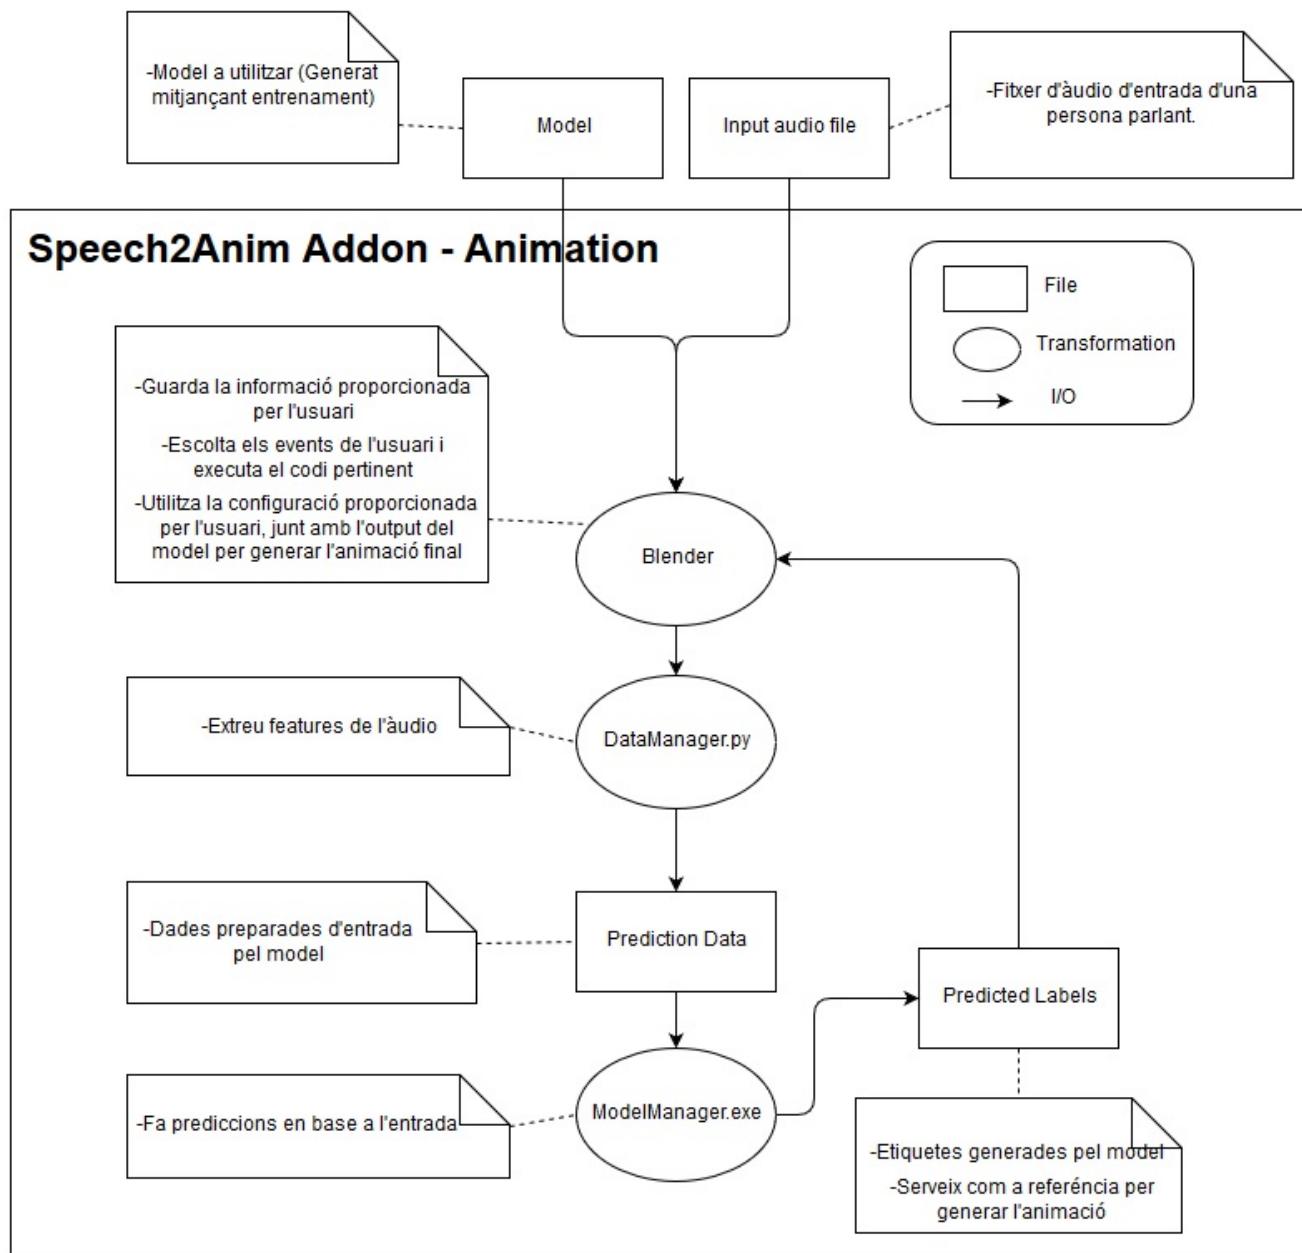 -Model a utilitzar (Generat
mitjançant entrenament)
Model
Input audio file
-Fitxer d'àudio d'entrada d'una
persona parlant.
Speech2Anim Addon - Animation
File
Transformation
I/O
-Guarda la informació proporcionada
per l'usuari
-Escolta els events de l'usuari i
executa el codi pertinent
-Utilitza la configuració proporcionada
per l'usuari, junt amb l'output del
model per generar l'animació final
Blender
-Extreu features de l'àudio
DataManager.py
-Dades preparades d'entrada
pel model
Prediction Data
Predicted Labels
-Fa prediccions en base a l'entrada
ModelManager.exe
-Etiquetes generades pel model
-Serveix com a referéncia per
generar l'animació